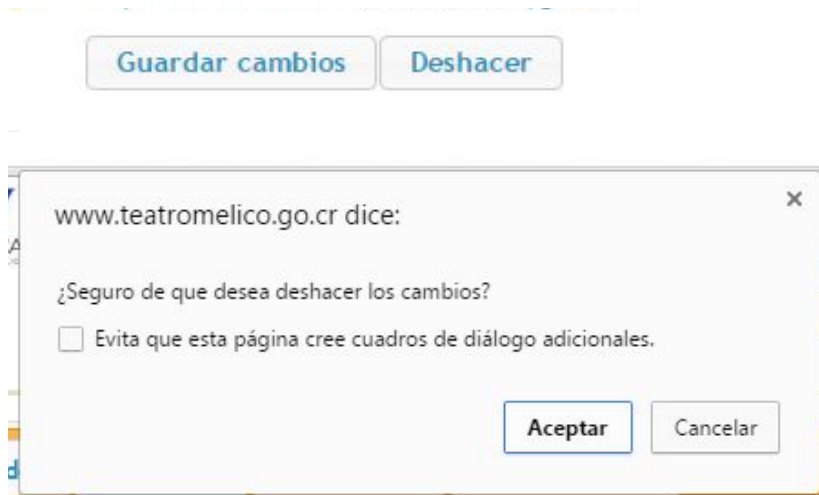 Guardar cambios Deshacer
www.teatromelico.go.cr dice:
¿Seguro de que desea deshacer los cambios?
Evita que esta página cree cuadros de diálogo adicionales.
Aceptar Cancelar